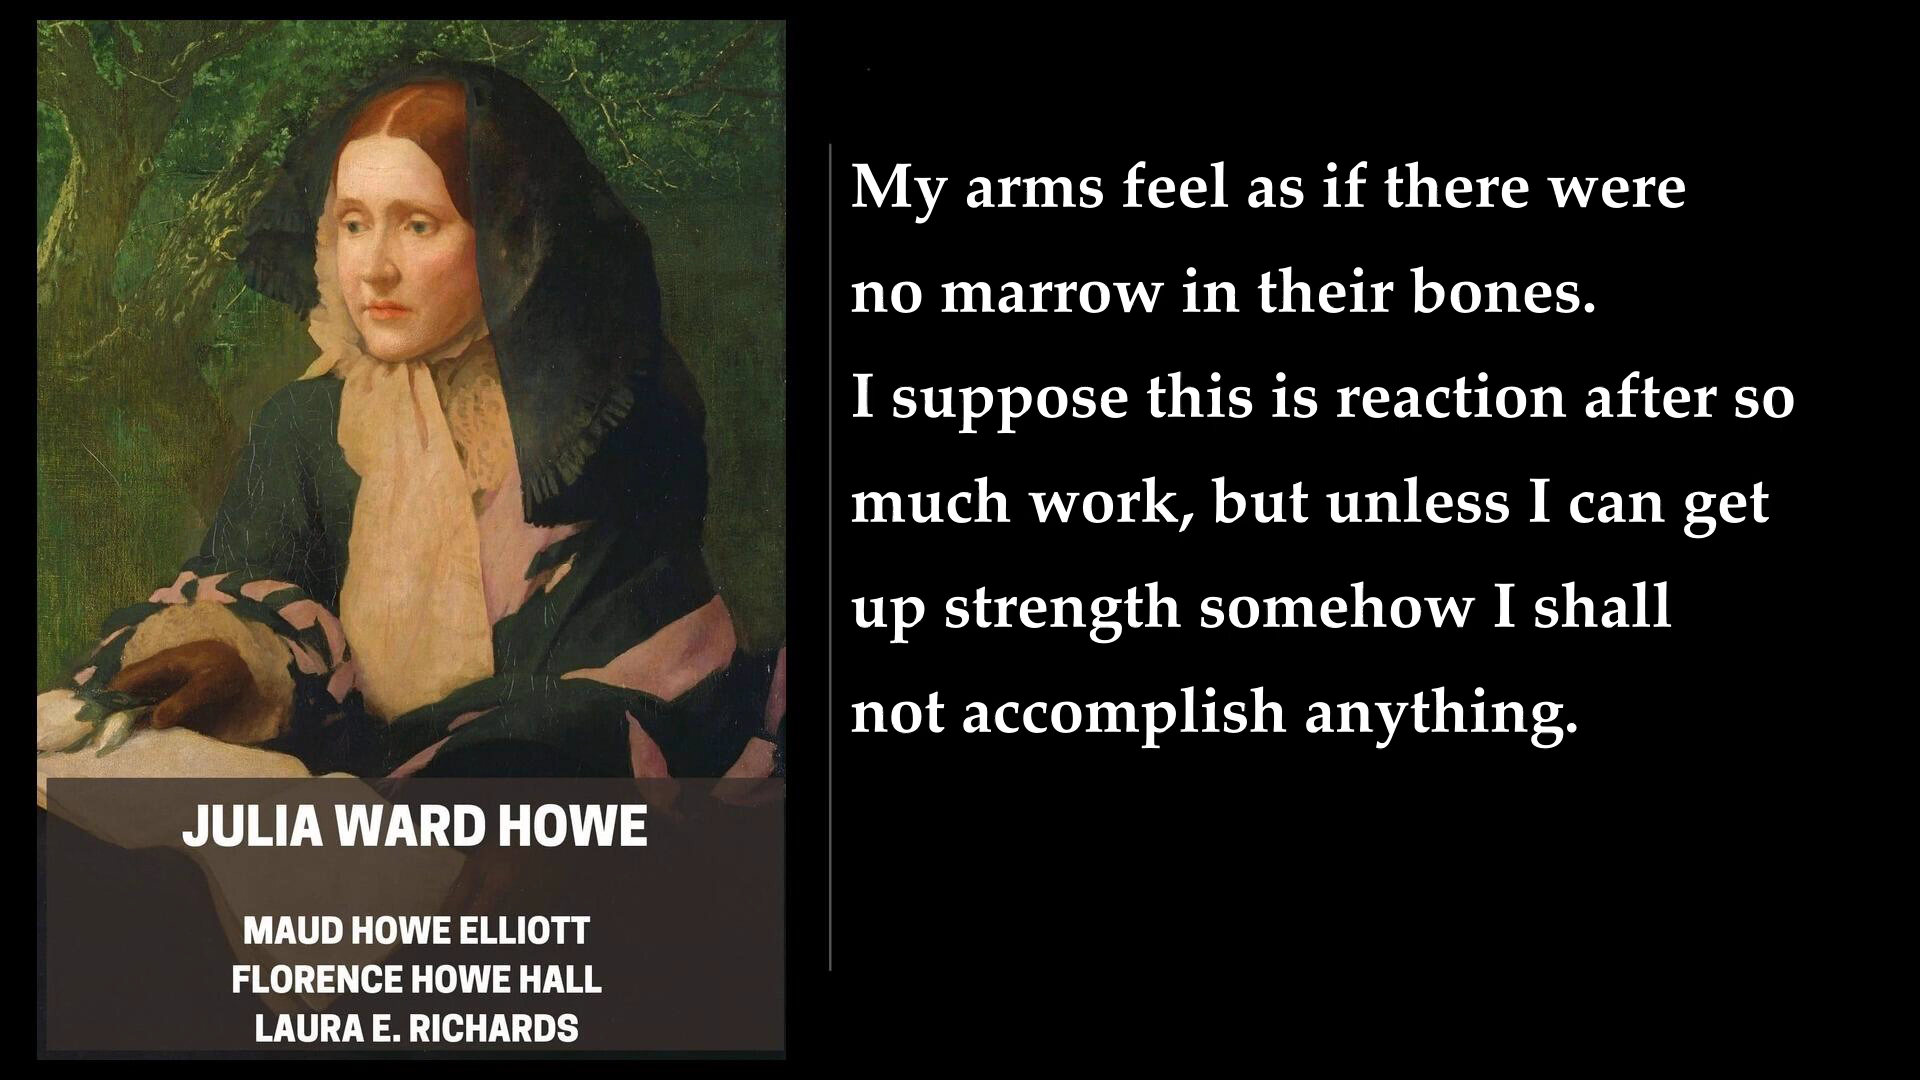 JULIA WARD HOWE
MAUD HOWE ELLIOTT
FLORENCE HOWE HALL
LAURA E. RICHARDS
My arms feel as if there were
no marrow in their bones.
I suppose this is reaction after so
much work, but unless I can get
up strength somehow I shall
not accomplish anything.